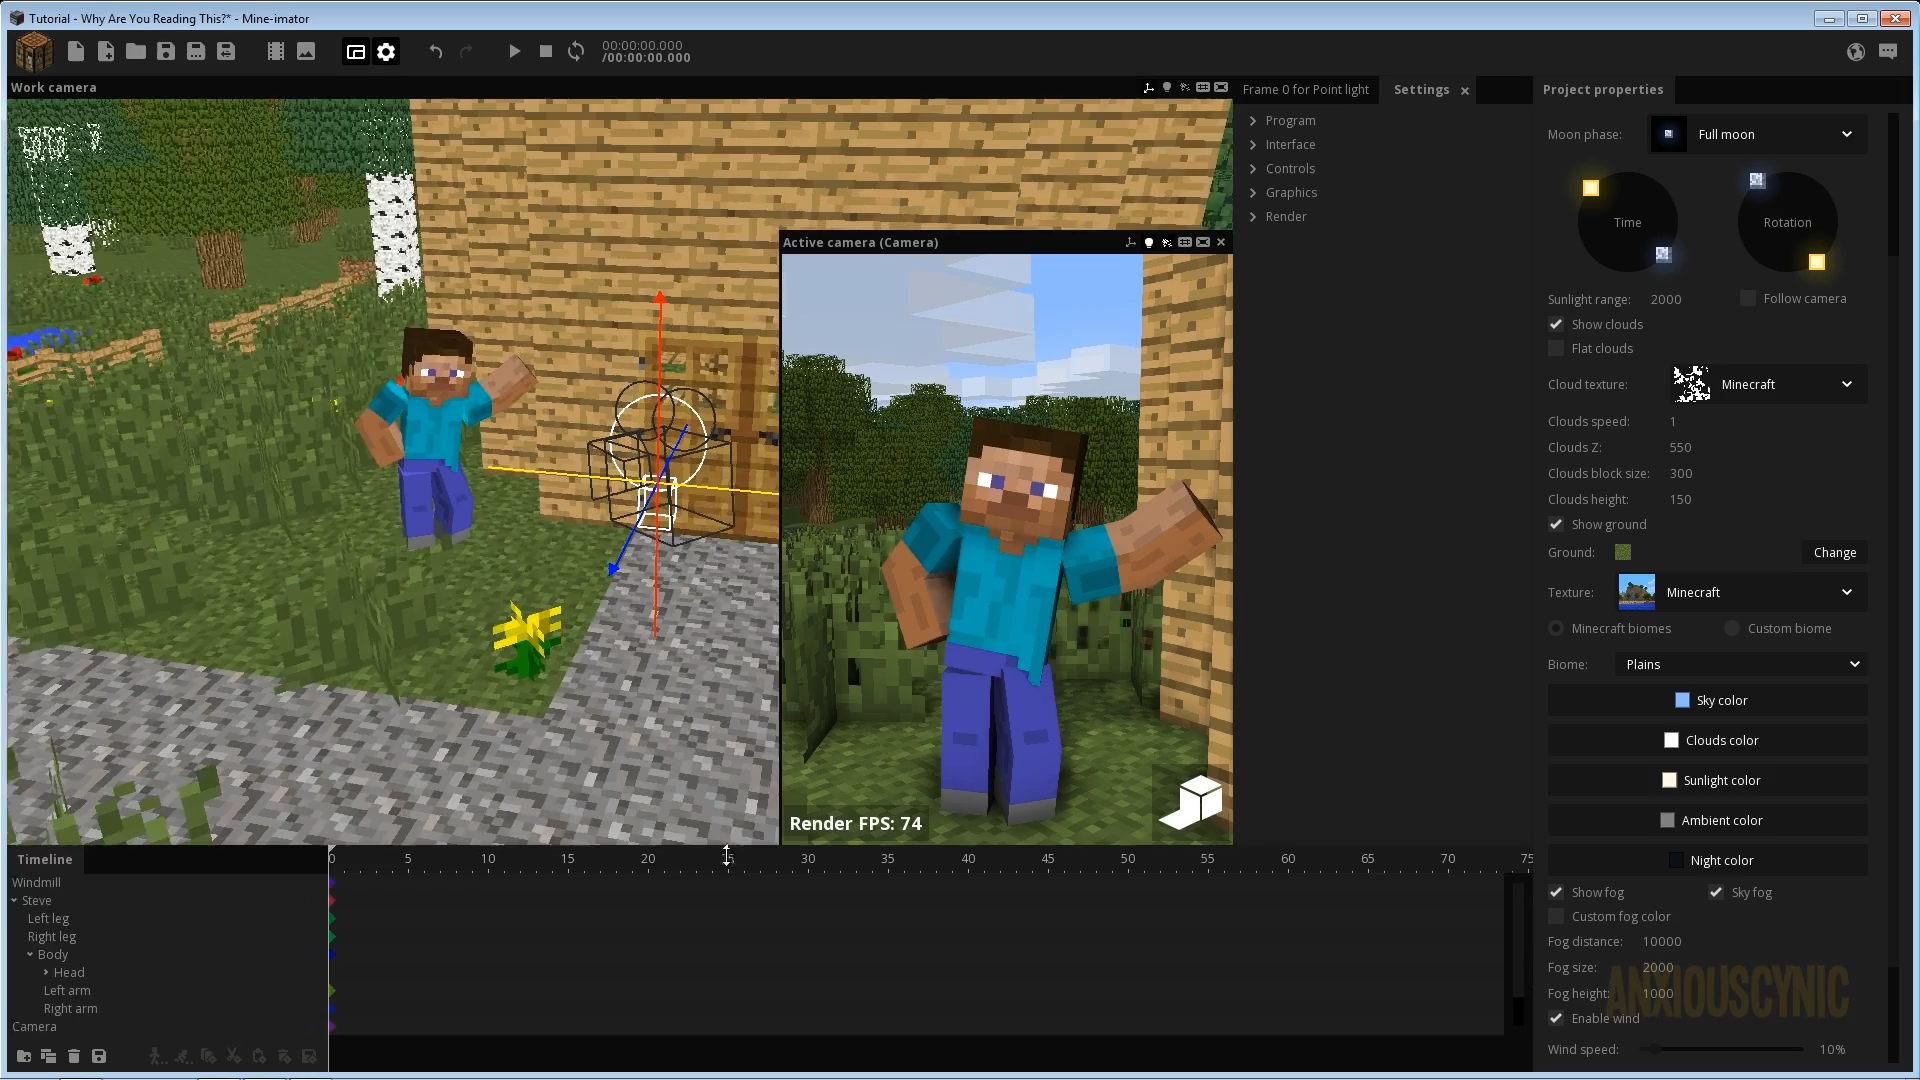 Tutorial - Why Are You Reading This?* - Mine-imator
00:00:00.000
/00:00:00.000
Work camera
Frame 0 for Point light
Settings
Project properties
Program
Interface
Controls
Graphics
Render
Active camera (Camera)
Render FPS: 74
Moon phase:
Full moon
Time
Rotation
Sunlight range: 2000
Follow camera
Show clouds
Flat clouds
Cloud texture:
Minecraft
Clouds speed: 1
Clouds Z: 550
Clouds block size: 300
Clouds height: 150
Show ground
Ground:
Change
Texture:
Minecraft
Minecraft biomes
Custom biome
Biome:
Plains
Sky color
Clouds color
Sunlight color
Ambient color
Night color
Show fog
Sky fog
Custom fog color
Fog distance: 10000
Fog size: 2000
Fog height: 1000
Enable wind
Wind speed: 10%
ANXIOUSCYNIC
Timeline
0 5 10 15 20 25 30 35 40 45 50 55 60 65 70 75
Windmill
Steve
Left leg
Right leg
Body
Head
Left arm
Right arm
Camera